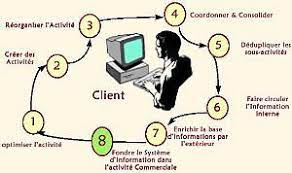 Réorganiser l'Activité
3
4
Coordonner & Consolider
Créer des
Activités
2
5
Dédupliquer les
sous-activités
Client
1
optimiser l'activité
6
Faire circuler
l'Information
Interne
7
Enrichir la base
d'Informations par
l'extérieur
8
Fondre le Système
d'Information dans
l'activité Commerciale